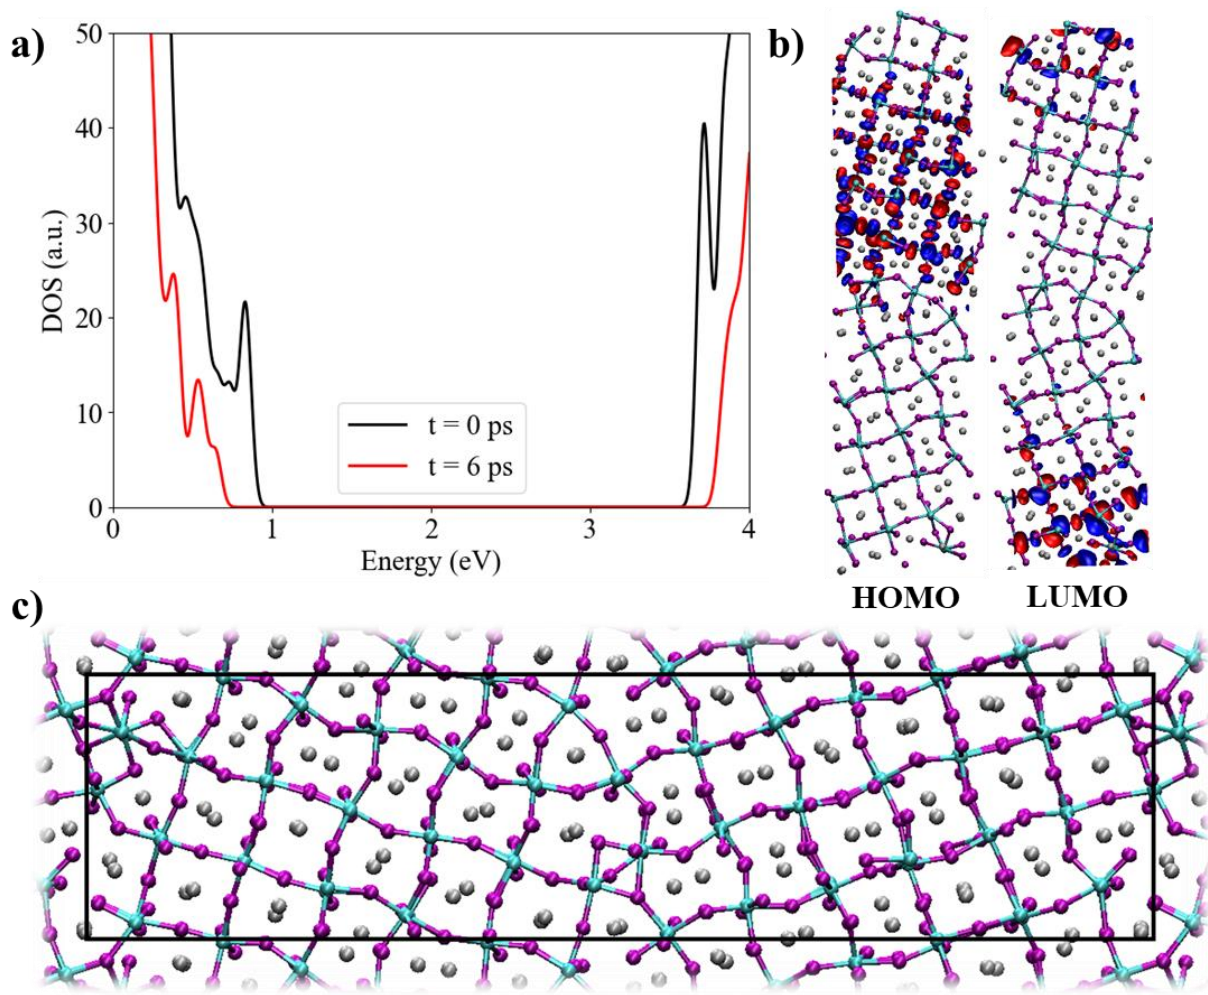 a)
50
40
30
20
10
0
DOS (a.u.)
t = 0 ps
t = 6 ps
0 1 2 3 4
Energy (eV)
b)
HOMO LUMO
c)